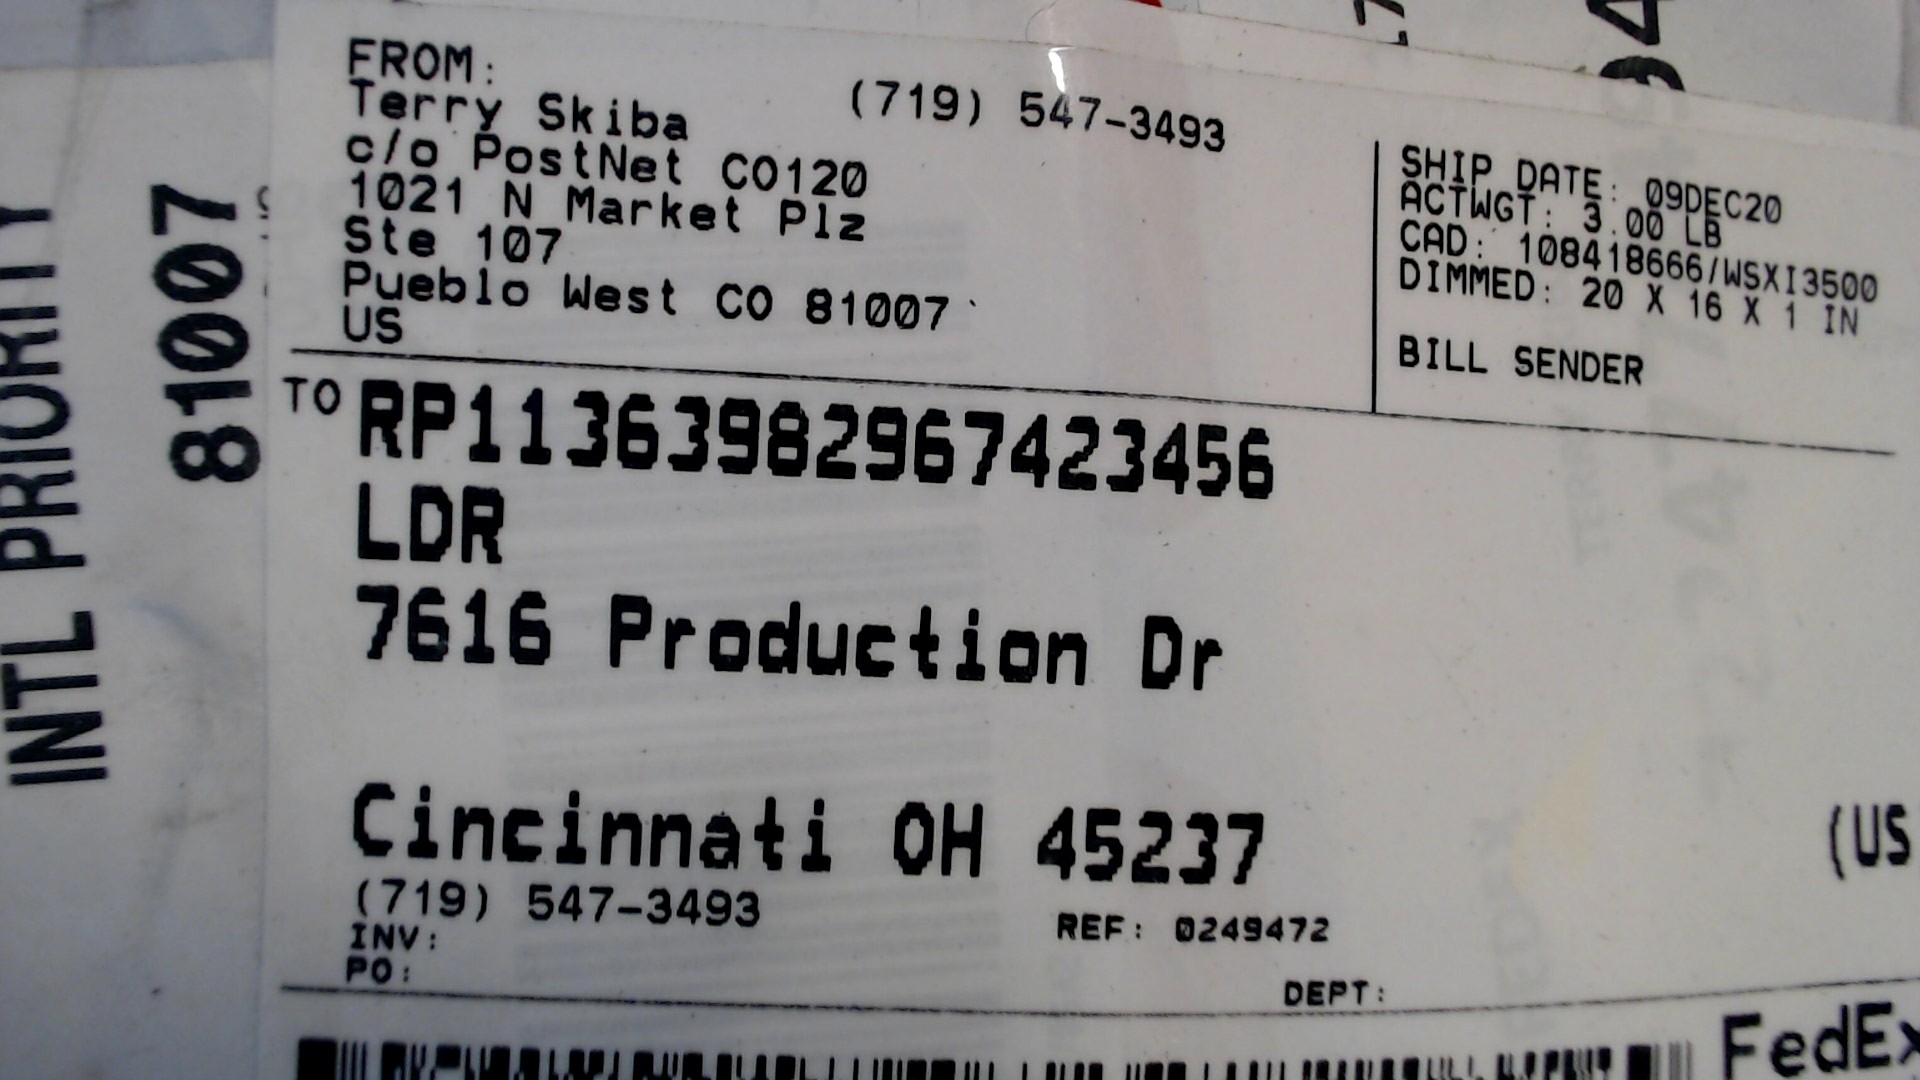 FROM:
Terry Skiba (719) 547-3493
c/o PostNet CO120
1021 N Market Plz
Ste 107
Pueblo West CO 81007
US
SHIP DATE: 09DEC20
ACTWGT: 3.00 LB
CAD: 108418666/WSXI3500
DIMMED: 20 X 16 X 1 IN
BILL SENDER
TO RP11363982967423456
LDR
7616 Production Dr
Cincinnati OH 45237
(US
(719) 547-3493
REF: 0249472
INV:
PO:
DEPT:
FedEx
INTL PRIORITY
81007